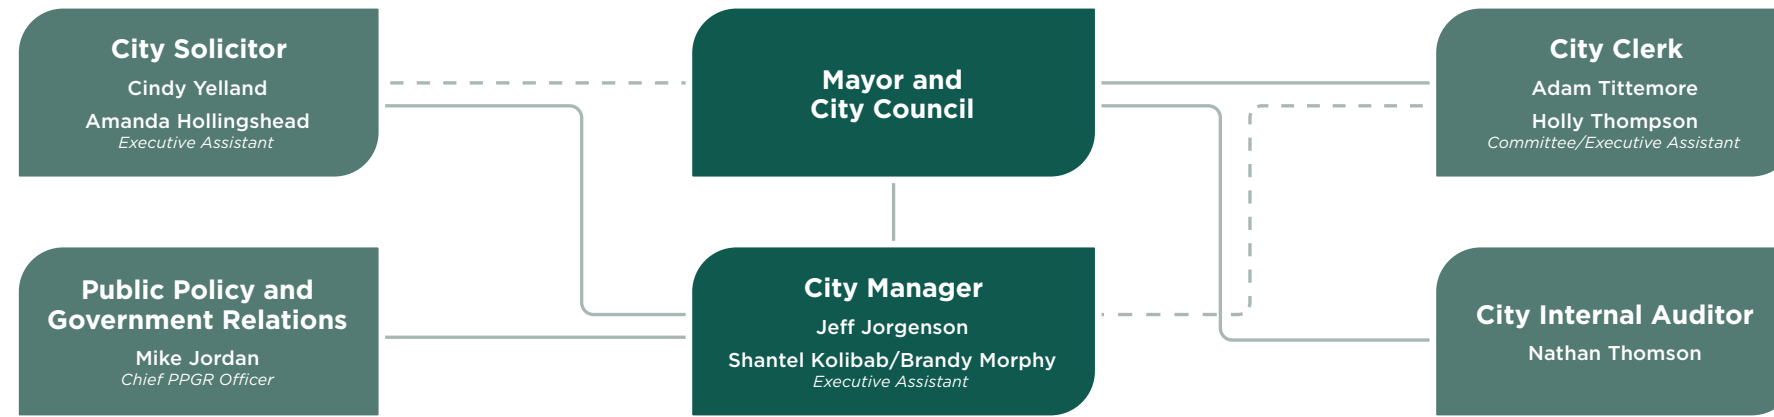 City Solicitor
Cindy Yelland
Amanda Hollingshead
Executive Assistant
Mayor and
City Council
City Clerk
Adam Tittemore
Holly Thompson
Committee/Executive Assistant
Public Policy and
Government Relations
Mike Jordan
Chief PPGR Officer
City Manager
Jeff Jorgenson
Shantel Kolibab/Brandy Morphy
Executive Assistant
City Internal Auditor
Nathan Thomson